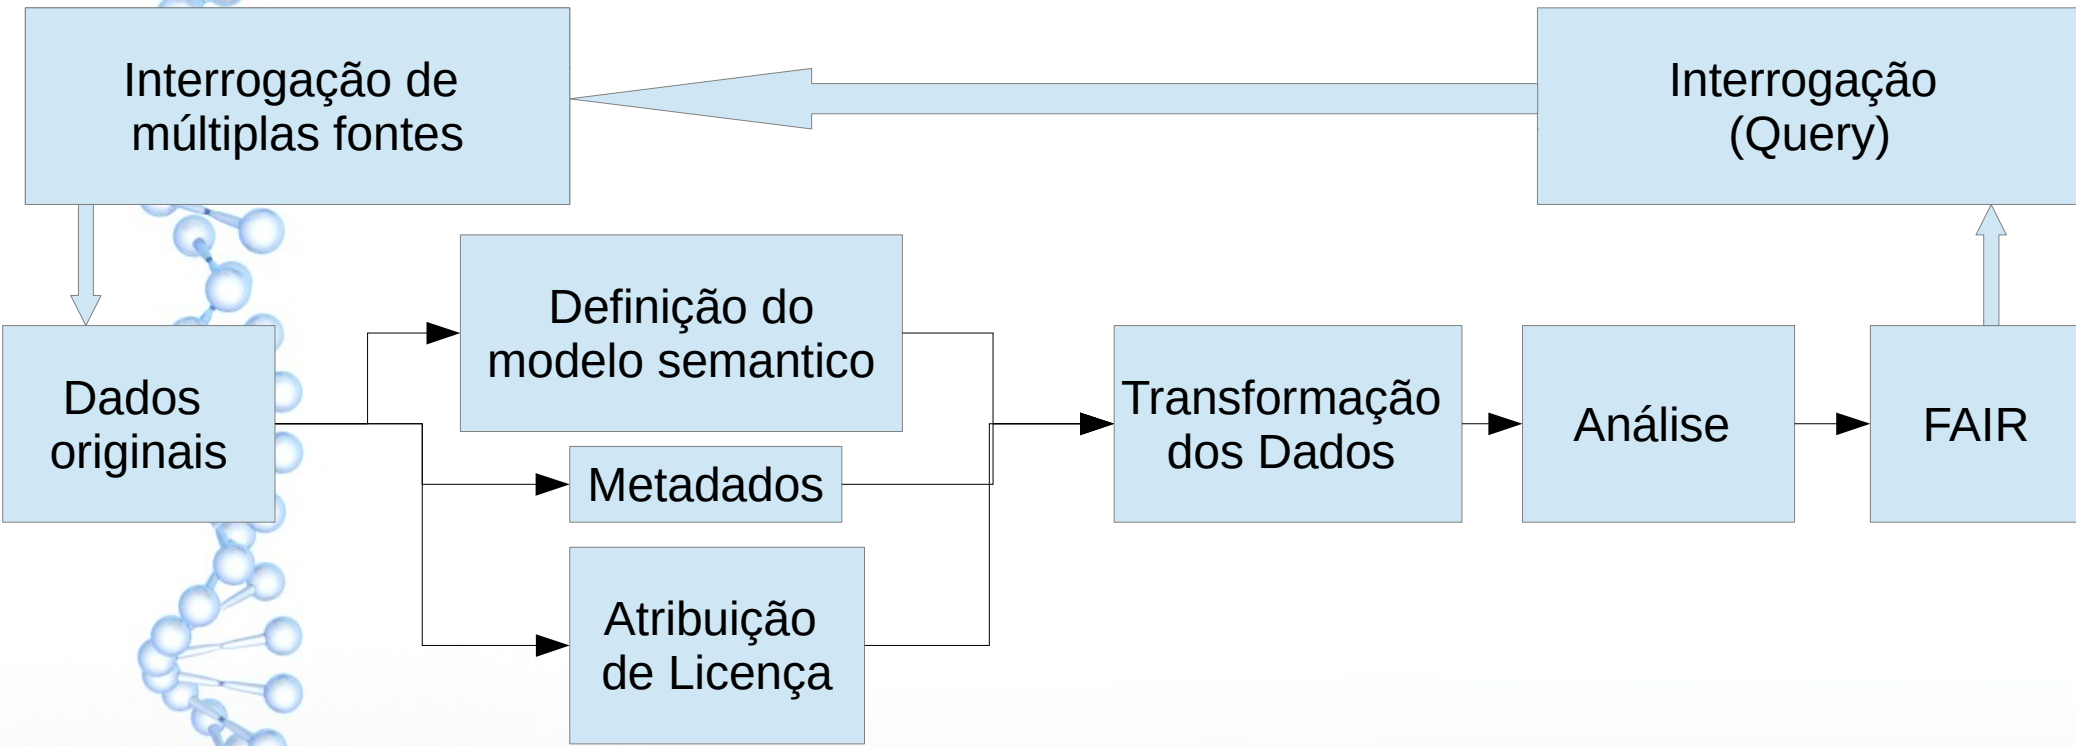 Interrogação de
múltiplas fontes
Interrogação
(Query)
Definição do
modelo semantico
Dados
originais
Metadados
Atribuição
de Licença
Transformação
dos Dados
Análise
FAIR